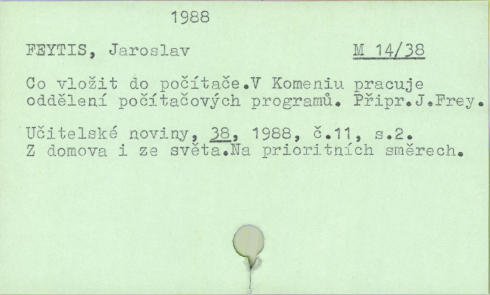 1988
FEYTIS, Jaroslav M 14/38
Co vložit do počítače.V Komeniu pracuje
oddělení počítačových programů. Připr.J.Frey.
Učitelské noviny, 38, 1988, č.11, s.2.
Z domova i ze světa.Na prioritních směrech.